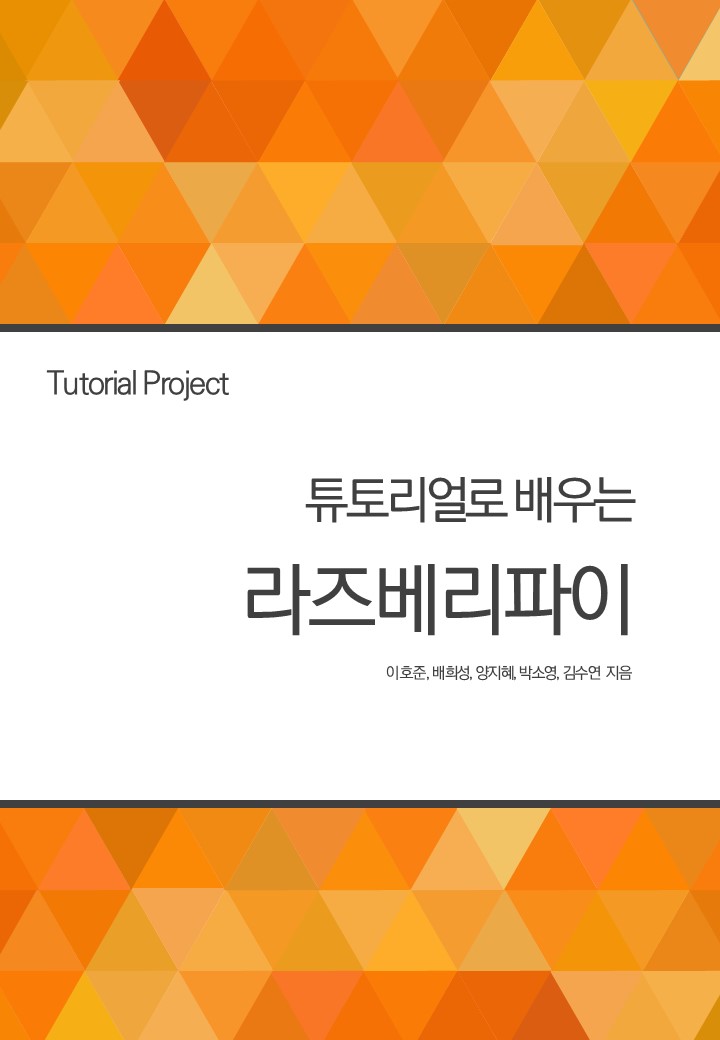 Tutorial Project
튜토리얼로 배우는
라즈베리파이
이호준, 배희성, 양지혜, 박소영, 김수연 지음